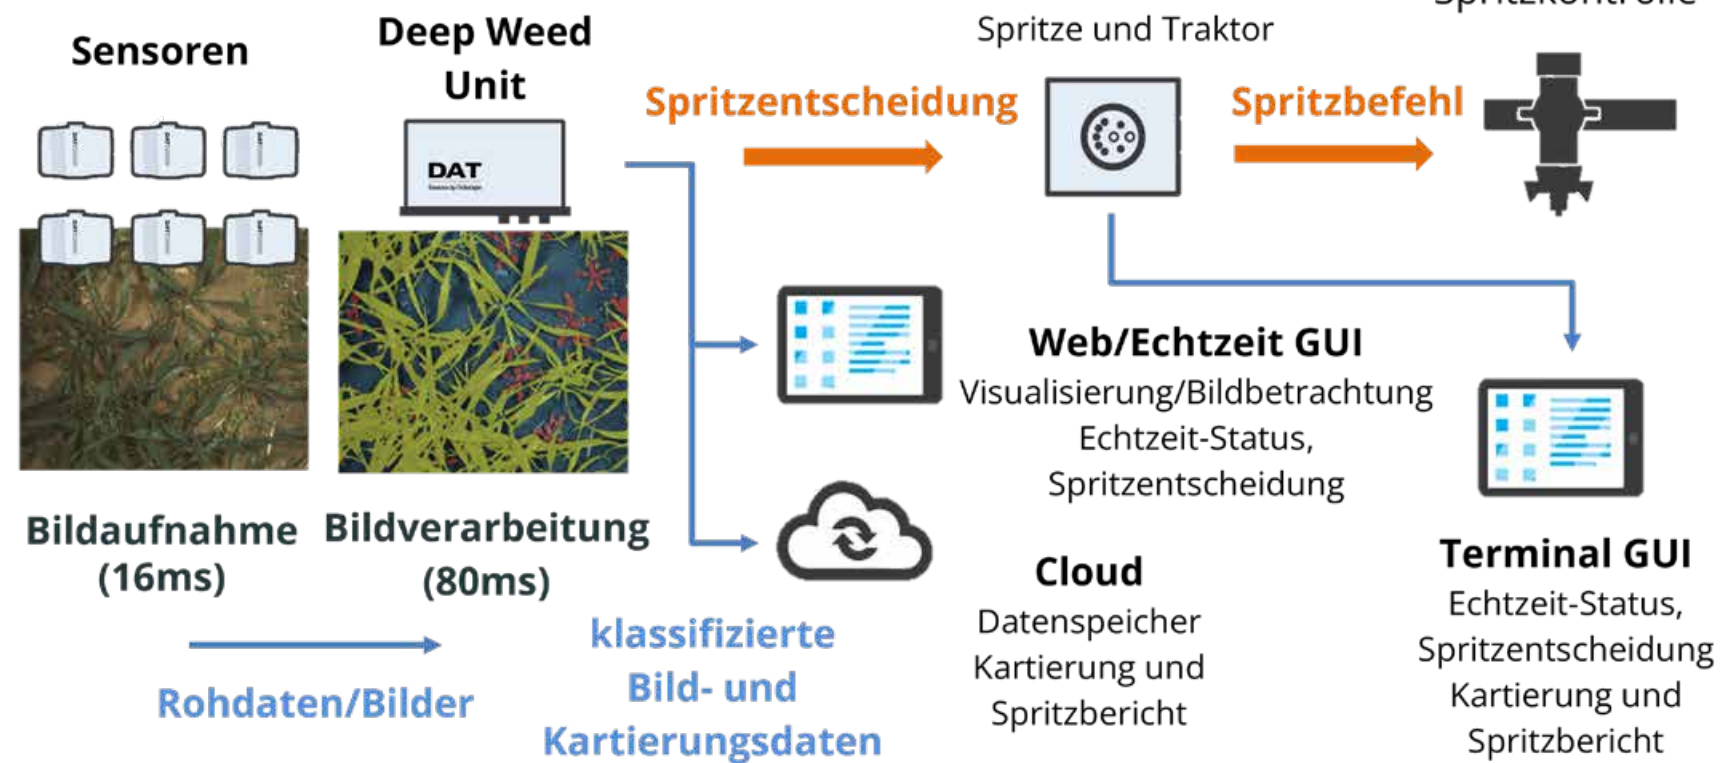 Sensoren
Deep Weed
Unit
DAT
Spritzentscheidung
Spritze und Traktor
Spritzbefehl
Spritzkontrolle
Bildaufnahme
(16ms)
Bildverarbeitung
(80ms)
Rohdaten/Bilder
klassifizierte
Bild- und
Kartierungsdaten
Web/Echtzeit GUI
Visualisierung/Bildbetrachtung
Echtzeit-Status,
Spritzentscheidung
Cloud
Datenspeicher
Kartierung und
Spritzbericht
Terminal GUI
Echtzeit-Status,
Spritzentscheidung
Kartierung und
Spritzbericht